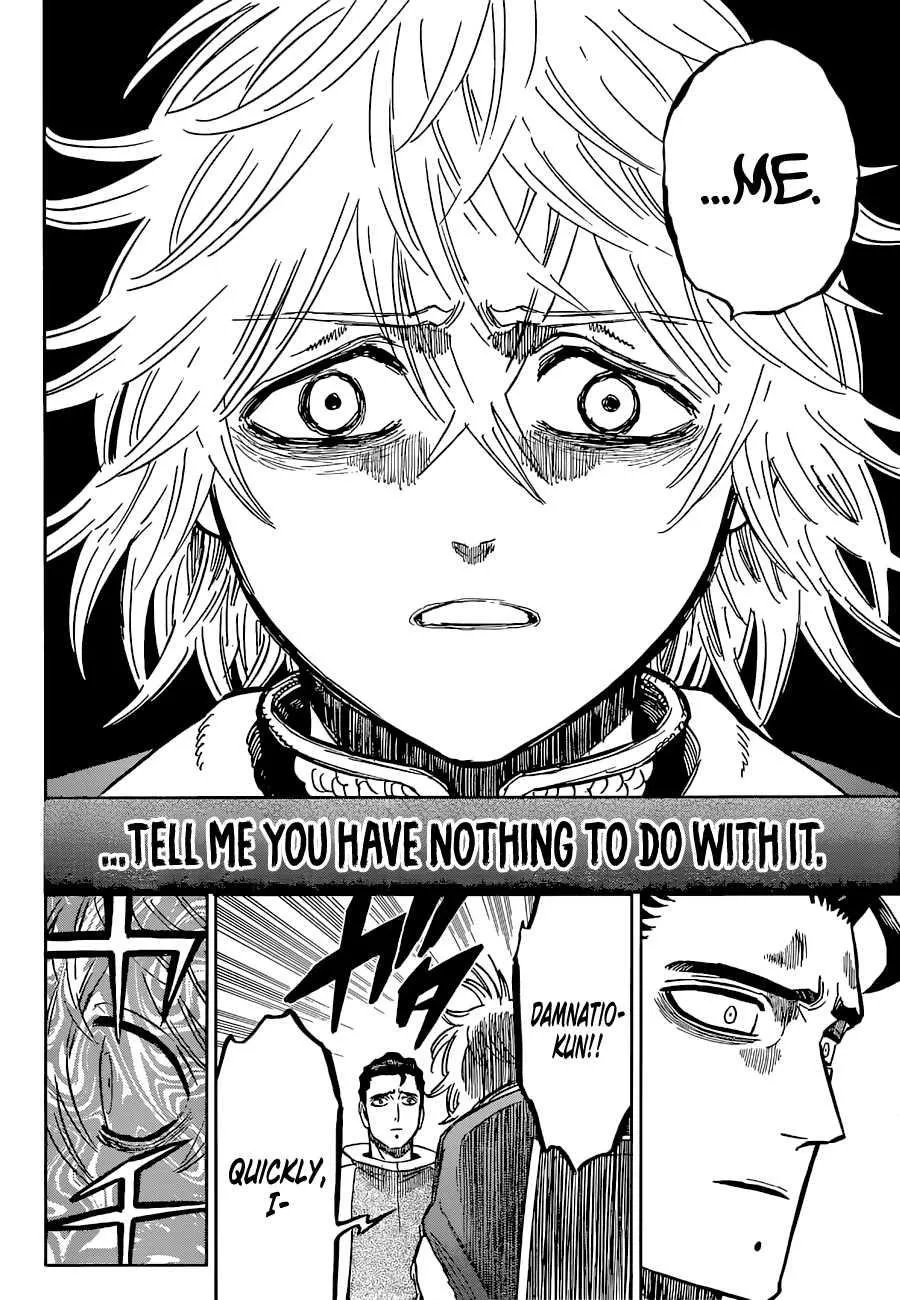 ...ME.
...TELL ME YOU HAVE NOTHING TO DO WITH IT.
DAMNATIO-
KUN!!
QUICKLY,
I-